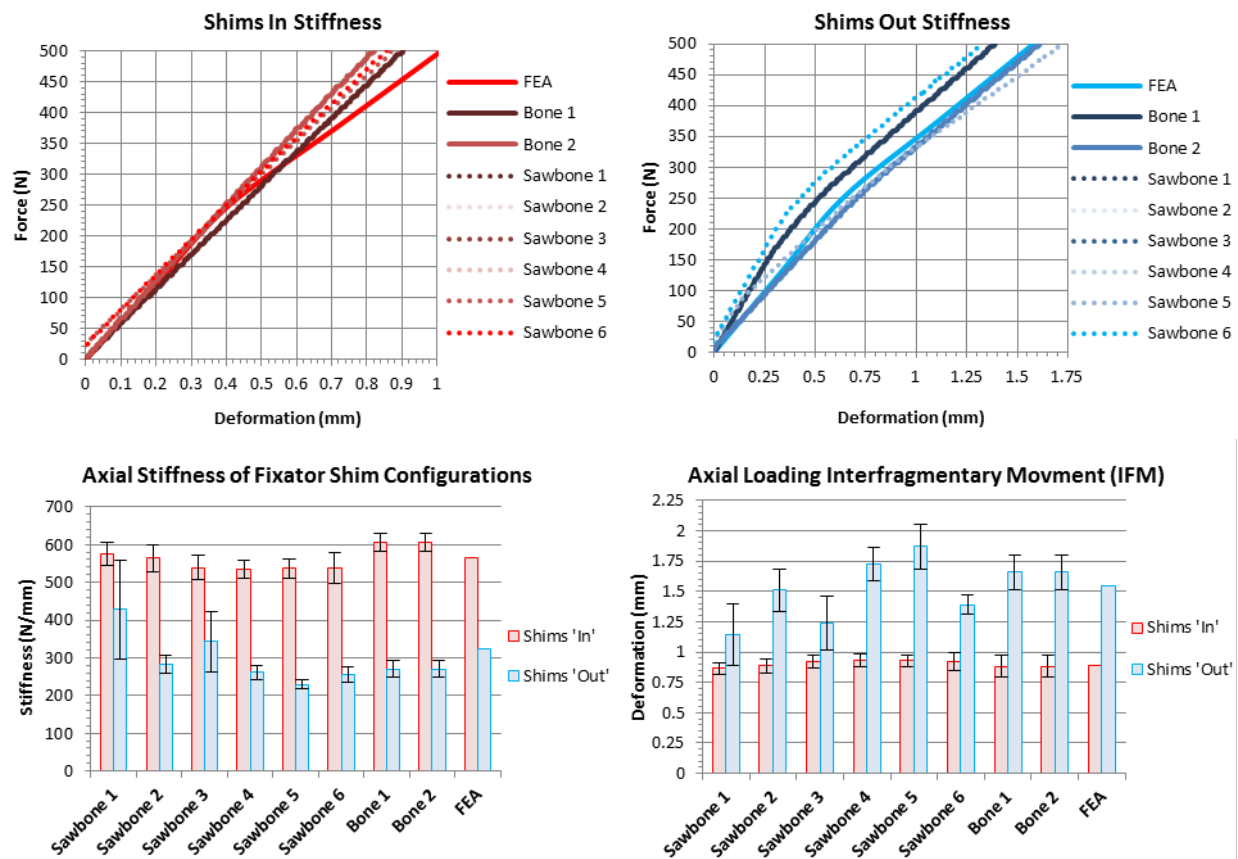 Shims In Stiffness
500
450
400
350
300
250
200
150
100
50
0
Force (N)
0 0.1 0.2 0.3 0.4 0.5 0.6 0.7 0.8 0.9 1
Deformation (mm)
FEA
Bone 1
Bone 2
Sawbone 1
Sawbone 2
Sawbone 3
Sawbone 4
Sawbone 5
Sawbone 6
Shims Out Stiffness
500
450
400
350
300
250
200
150
100
50
0
Force (N)
0 0.25 0.5 0.75 1 1.25 1.5 1.75
Deformation (mm)
FEA
Bone 1
Bone 2
Sawbone 1
Sawbone 2
Sawbone 3
Sawbone 4
Sawbone 5
Sawbone 6
Axial Stiffness of Fixator Shim Configurations
700
600
500
400
300
200
100
0
Stiffness (N/mm)
Sawbone 1
Sawbone 2
Sawbone 3
Sawbone 4
Sawbone 5
Sawbone 6
Bone 1
Bone 2
FEA
Shims 'In'
Shims 'Out'
Axial Loading Interfragmentary Movment (IFM)
2.25
2
1.75
1.5
1.25
1
0.75
0.5
0.25
0
Deformation (mm)
Sawbone 1
Sawbone 2
Sawbone 3
Sawbone 4
Sawbone 5
Sawbone 6
Bone 1
Bone 2
FEA
Shims 'In'
Shims 'Out'